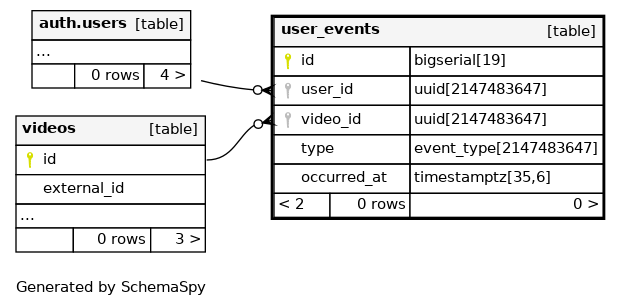 auth.users [table]
...
0 rows 4 >
videos [table]
id
external_id
...
0 rows 3 >
user_events [table]
id bigserial[19]
user_id uuid[2147483647]
video_id uuid[2147483647]
type event_type[2147483647]
occurred_at timestamptz[35,6]
< 2 0 rows 0 >
Generated by SchemaSpy